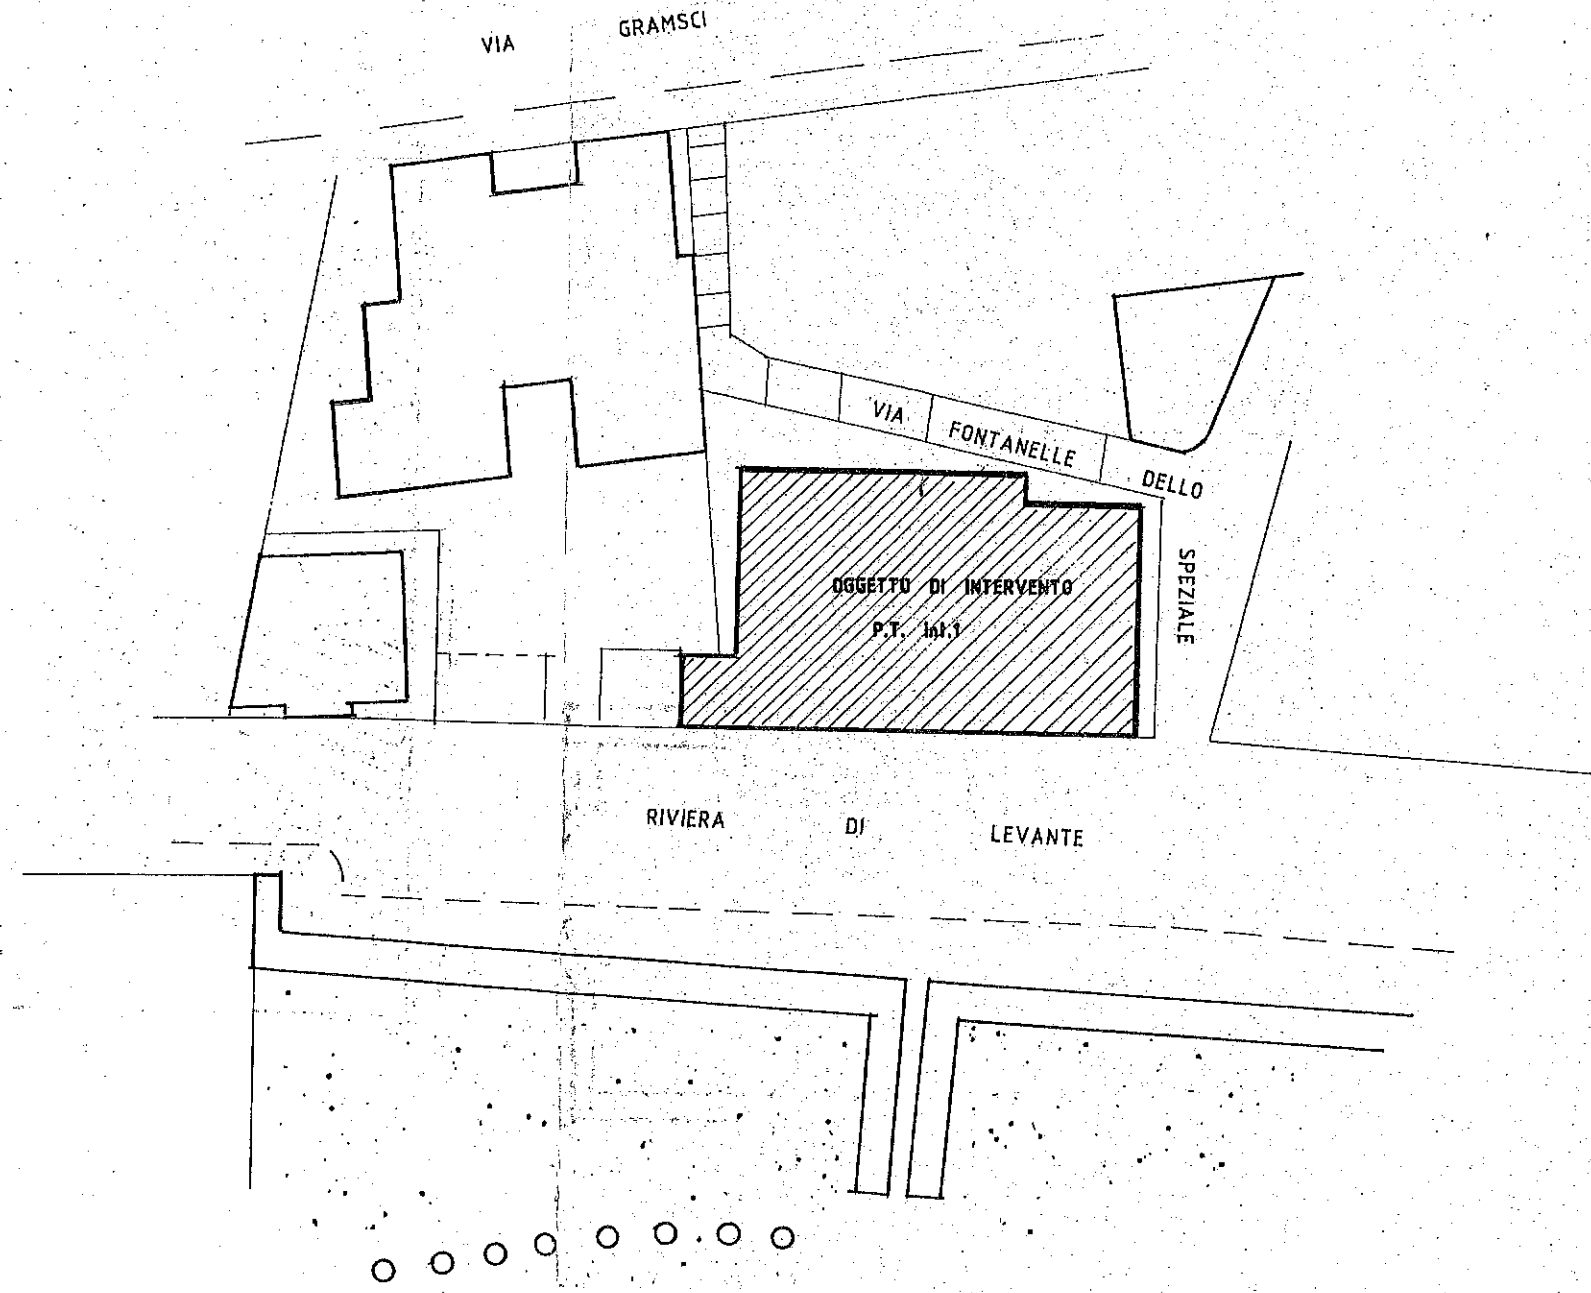 VIA GRAMSCI
VIA FONTANELLE DELLO
SPEZIALE
OGGETTO DI INTERVENTO
P.T. Int.1
RIVIERA DI LEVANTE